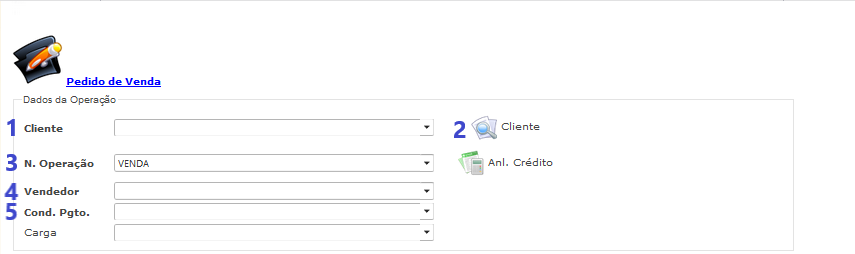 Pedido de Venda
Dados da Operação
1 Cliente
2 Cliente
3 N. Operação VENDA
Anl. Crédito
4 Vendedor
5 Cond. Pgto.
Carga